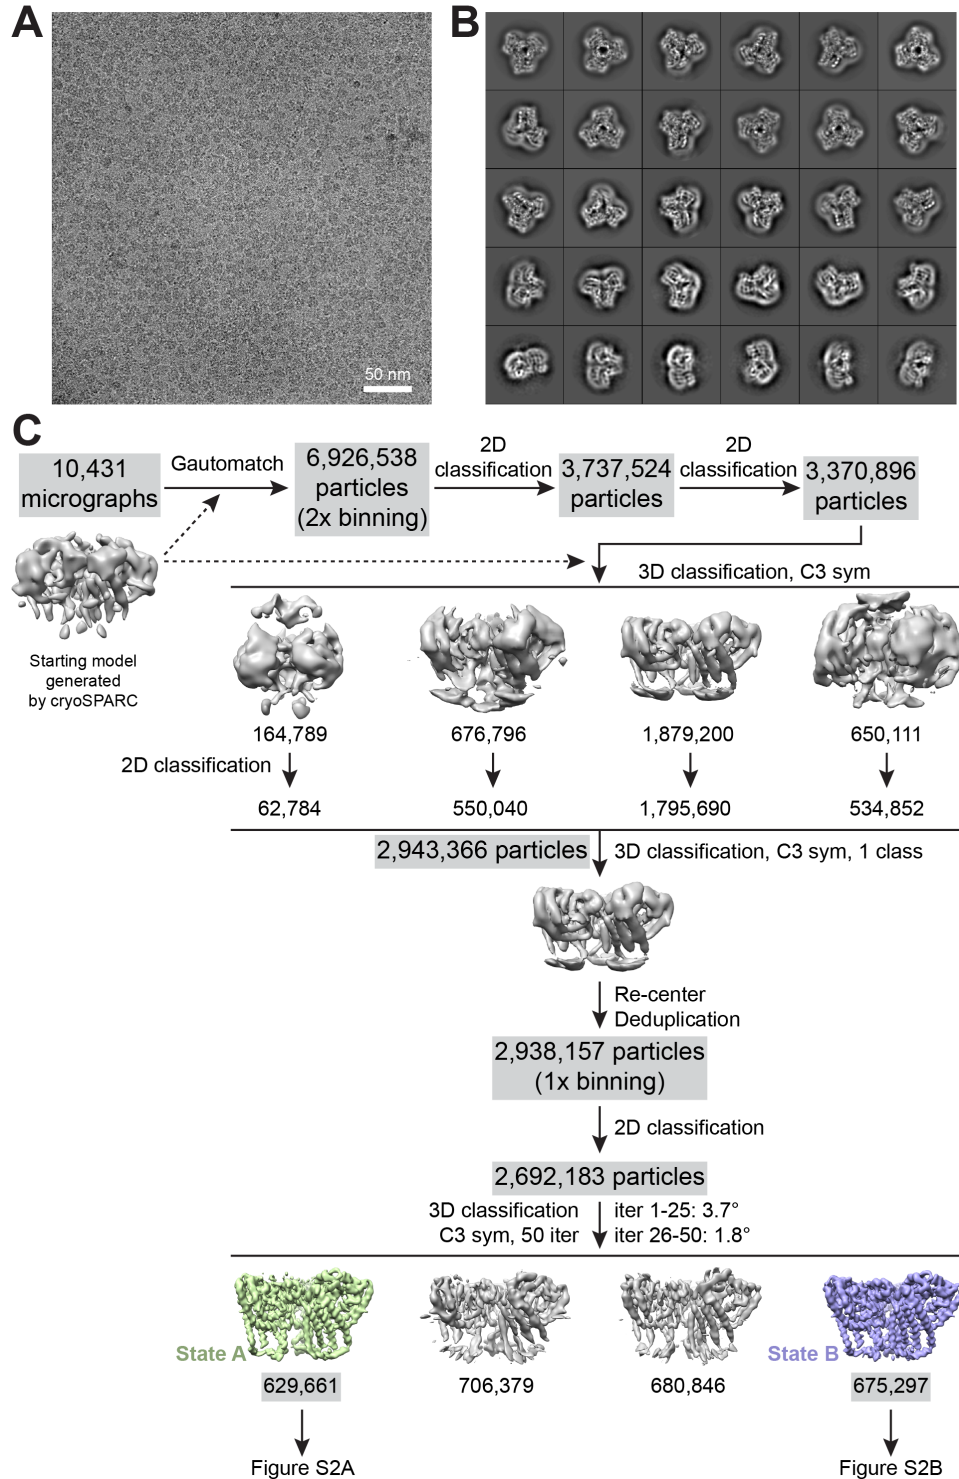 A
B
50 nm
C
10,431
micrographs
Gautomatch
6,926,538
particles
(2x binning)
2D
classification
3,737,524
particles
2D
classification
3,370,896
particles
3D classification, C3 sym
Starting model
generated
by cryoSPARC
164,789
676,796
1,879,200
650,111
2D classification
62,784
550,040
1,795,690
534,852
2,943,366 particles
3D classification, C3 sym, 1 class
Re-center
Deduplication
2,938,157 particles
(1x binning)
2D classification
2,692,183 particles
3D classification
C3 sym, 50 iter
iter 1-25: 3.7°
iter 26-50: 1.8°
State A
State B
629,661
706,379
680,846
675,297
Figure S2A
Figure S2B